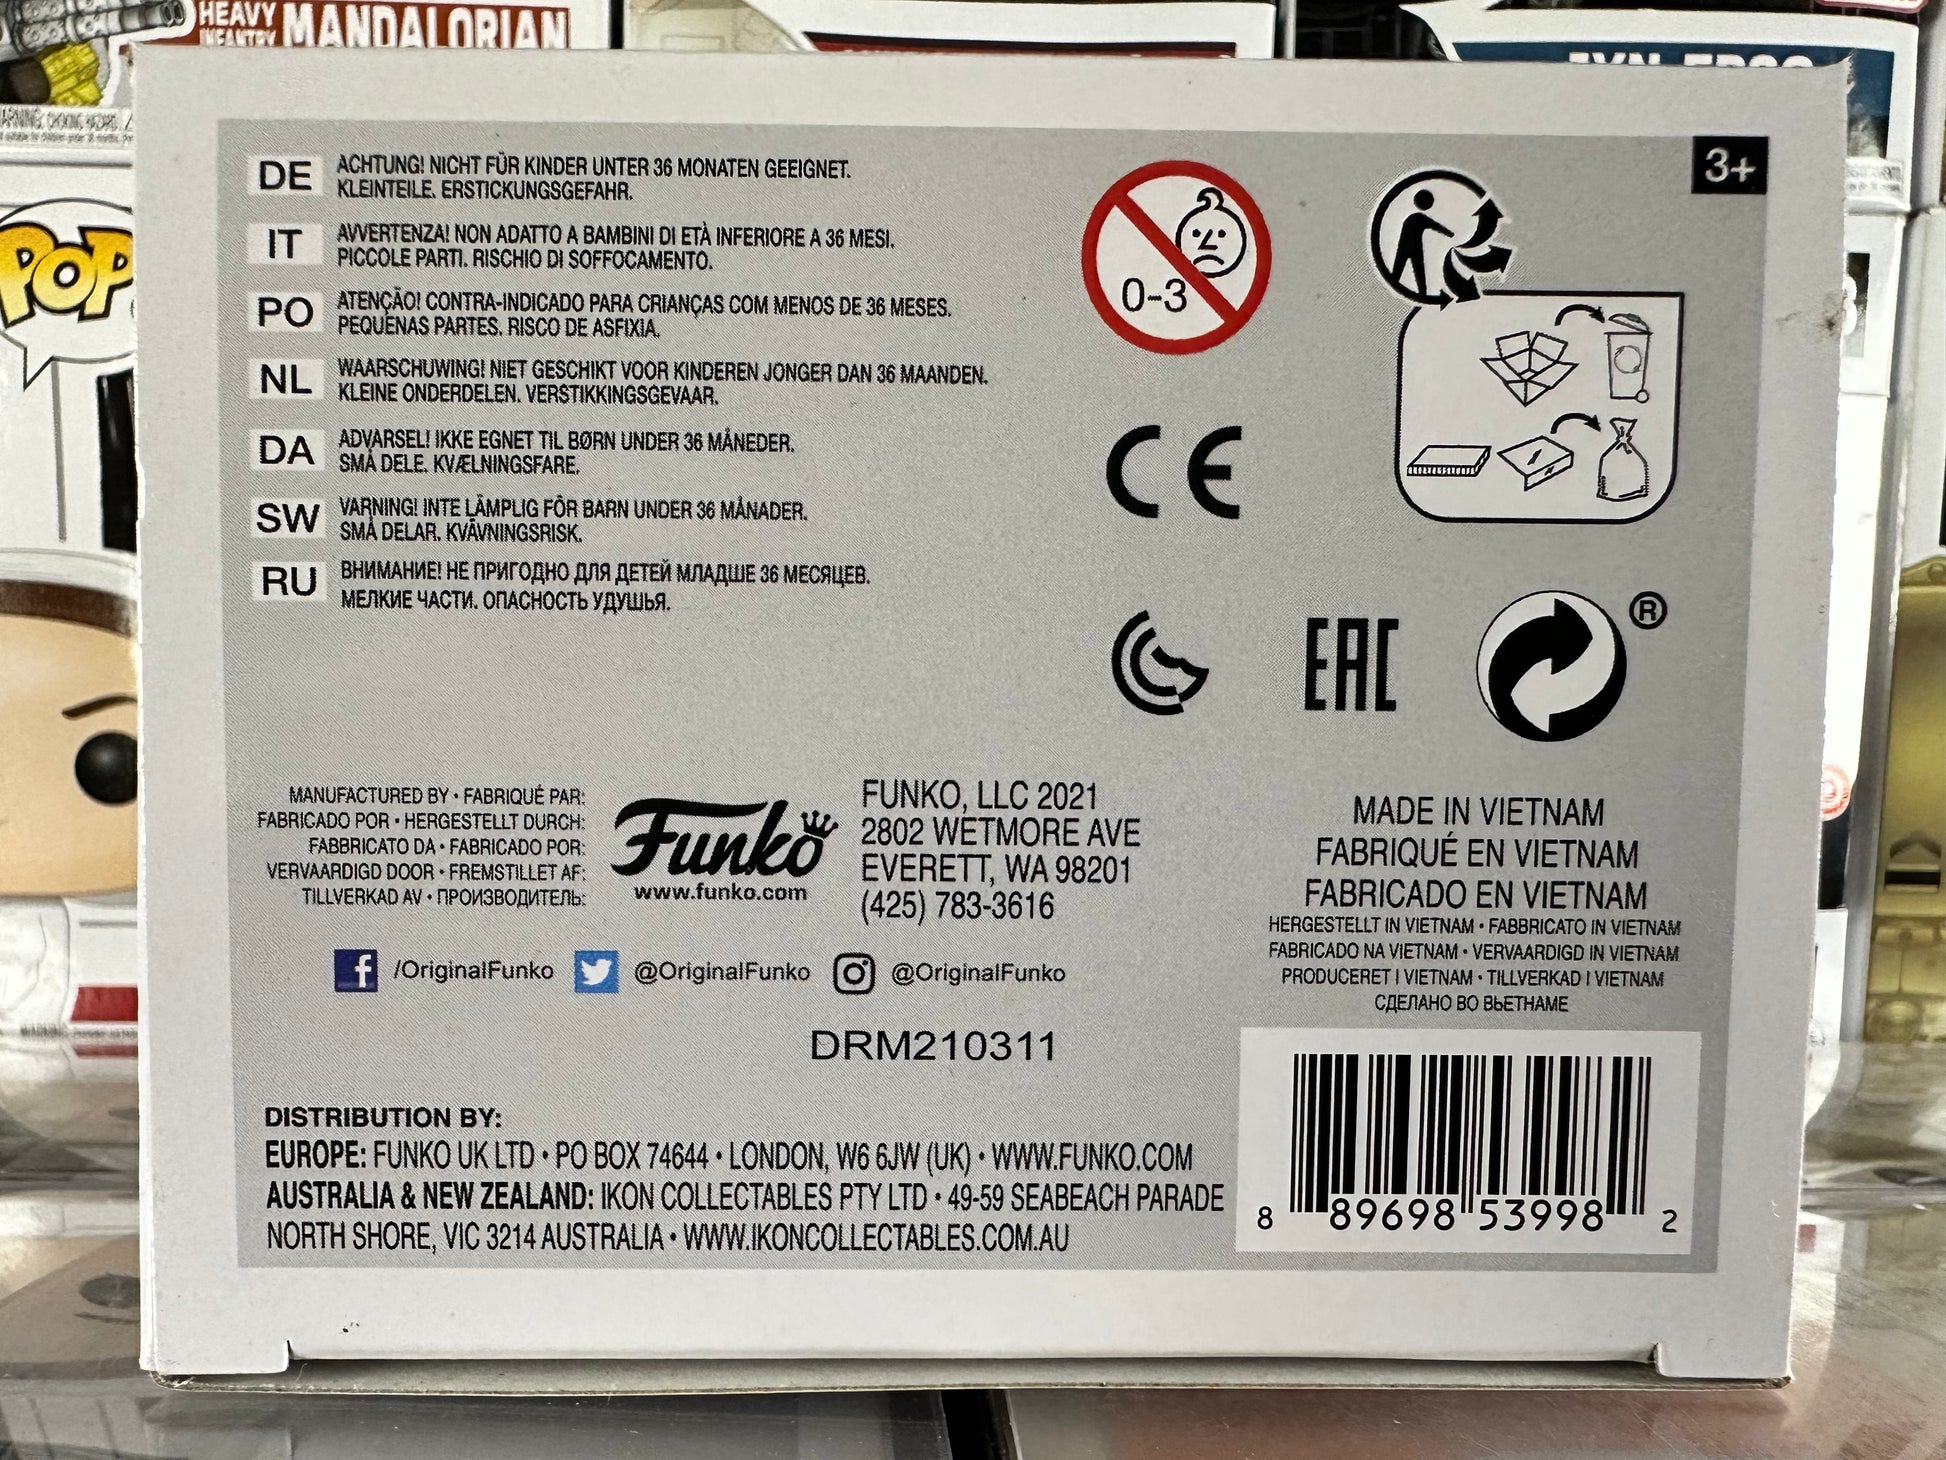 HEAVY
INFANTRY MANDALORIAN
POP
3+
DE ACHTUNG! NICHT FÜR KINDER UNTER 36 MONATEN GEEIGNET.
KLEINTEILE. ERSTICKUNGSGEFAHR.
IT AVVERTENZA! NON ADATTO A BAMBINI DI ETÀ INFERIORE A 36 MESI.
PICCOLE PARTI. RISCHIO DI SOFFOCAMENTO.
PO ATENÇÃO! CONTRA-INDICADO PARA CRIANÇAS COM MENOS DE 36 MESES.
PEQUENAS PARTES. RISCO DE ASFIXIA.
NL WAARSCHUWING! NIET GESCHIKT VOOR KINDEREN JONGER DAN 36 MAANDEN.
KLEINE ONDERDELEN. VERSTIKKINGSGEVAAR.
DA ADVARSEL! IKKE EGNET TIL BØRN UNDER 36 MÅNEDER.
SMÅ DELE. KVÆLNINGSFARE.
SW VARNING! INTE LÄMPLIG FÖR BARN UNDER 36 MÅNADER.
SMÅ DELAR. KVÄVNINGSRISK.
RU ВНИМАНИЕ! НЕ ПРИГОДНО ДЛЯ ДЕТЕЙ МЛАДШЕ 36 МЕСЯЦЕВ.
МЕЛКИЕ ЧАСТИ. ОПАСНОСТЬ УДУШЬЯ.
0-3
CE
EAC
®
MANUFACTURED BY • FABRIQUÉ PAR:
FABRICADO POR • HERGESTELLT DURCH:
FABBRICATO DA • FABRICADO POR:
VERVAARDIGD DOOR • FREMSTILLET AF:
TILLVERKAD AV • ПРОИЗВОДИТЕЛЬ:
Funko
www.funko.com
FUNKO, LLC 2021
2802 WETMORE AVE
EVERETT, WA 98201
(425) 783-3616
MADE IN VIETNAM
FABRIQUÉ EN VIETNAM
FABRICADO EN VIETNAM
HERGESTELLT IN VIETNAM • FABBRICATO IN VIETNAM
FABRICADO NA VIETNAM • VERVAARDIGD IN VIETNAM
PRODUCERET I VIETNAM • TILLVERKAD I VIETNAM
СДЕЛАНО ВО ВЬЕТНАМЕ
f /OriginalFunko @OriginalFunko @OriginalFunko
DRM210311
DISTRIBUTION BY:
EUROPE: FUNKO UK LTD • PO BOX 74644 • LONDON, W6 6JW (UK) • WWW.FUNKO.COM
AUSTRALIA & NEW ZEALAND: IKON COLLECTABLES PTY LTD • 49-59 SEABEACH PARADE
NORTH SHORE, VIC 3214 AUSTRALIA • WWW.IKONCOLLECTABLES.COM.AU
8 89698 53998 2